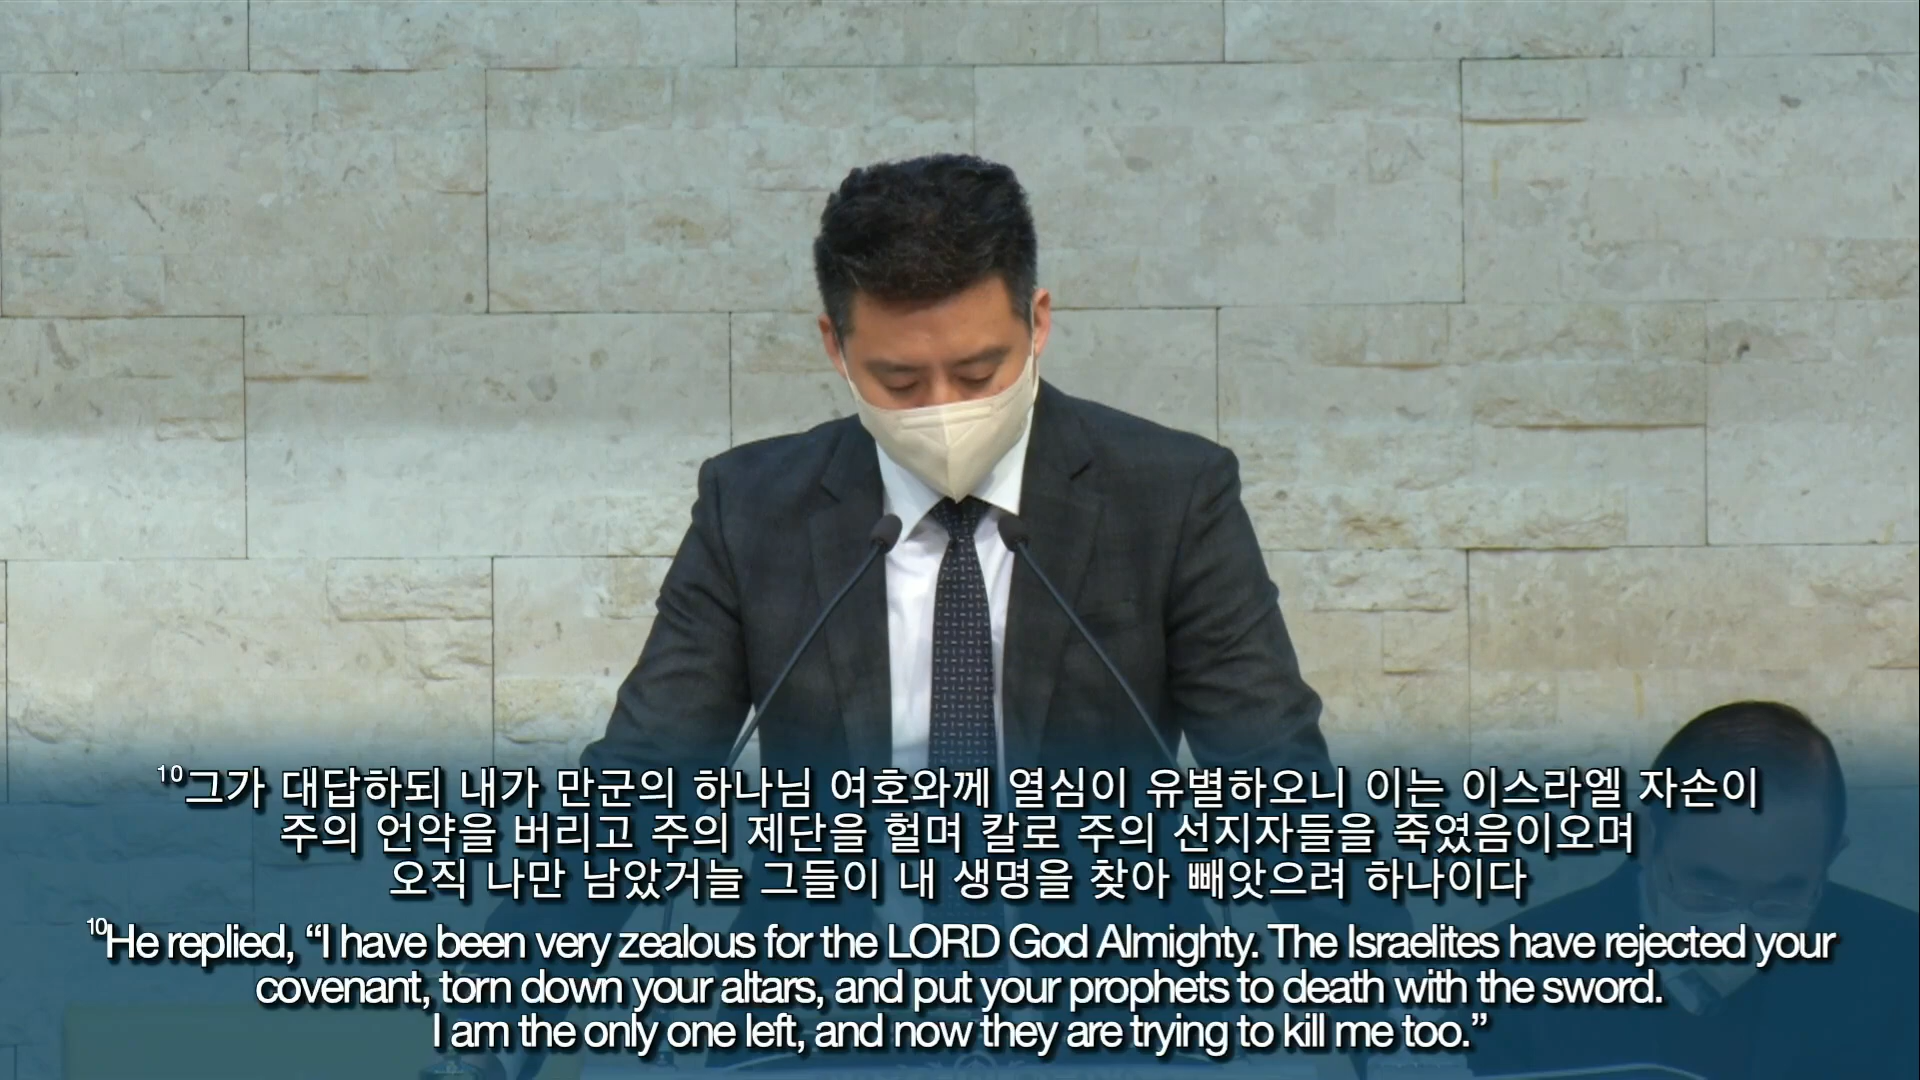 10그가 대답하되 내가 만군의 하나님 여호와께 열심이 유별하오니 이는 이스라엘 자손이
주의 언약을 버리고 주의 제단을 헐며 칼로 주의 선지자들을 죽였음이오며
오직 나만 남았거늘 그들이 내 생명을 찾아 빼앗으려 하나이다
10He replied, “I have been very zealous for the LORD God Almighty. The Israelites have rejected your
covenant, torn down your altars, and put your prophets to death with the sword.
I am the only one left, and now they are trying to kill me too.”